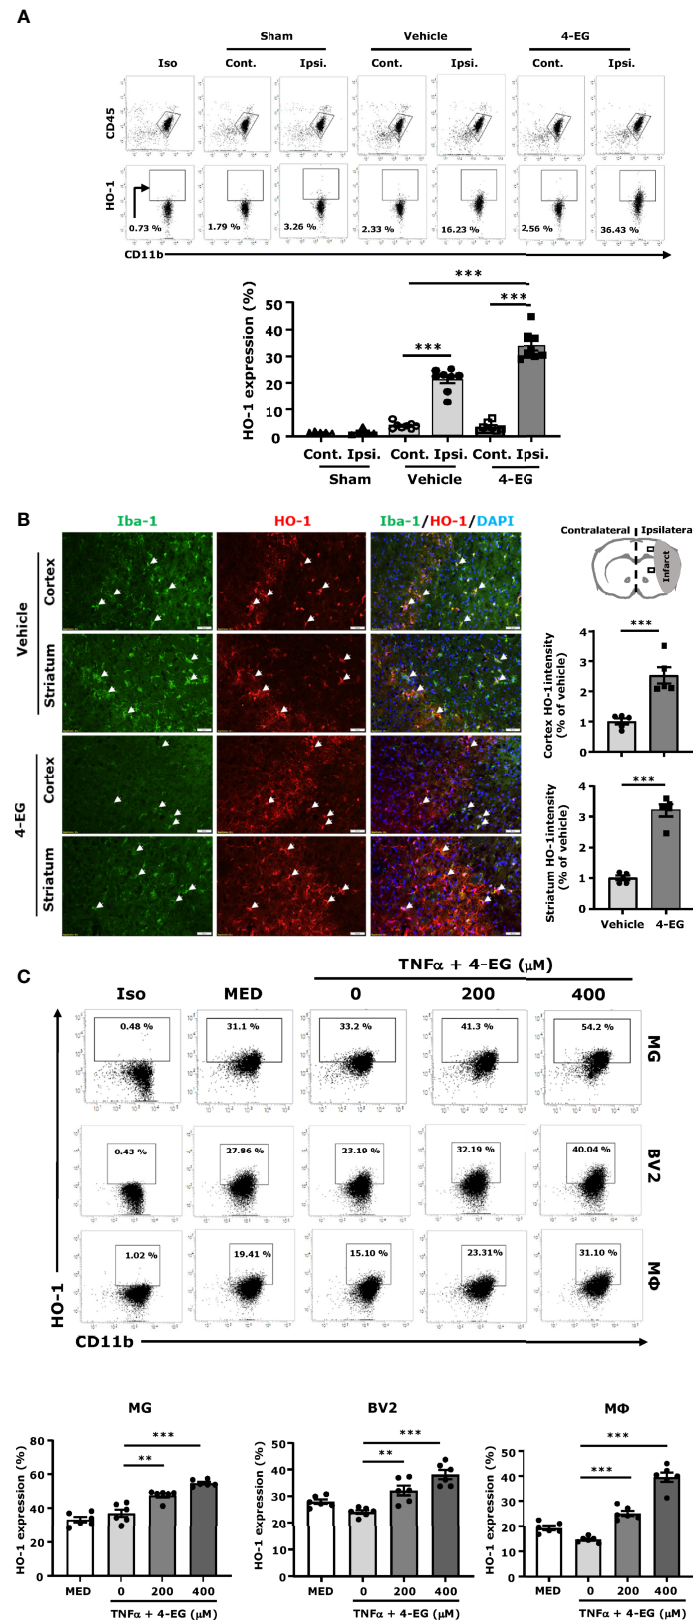 A
Sham Vehicle 4-EG
Iso Cont. Ipsi. Cont. Ipsi. Cont. Ipsi.
CD45
HO-1
0.73 % 1.79 % 3.26 % 2.33 % 16.23 % 2.56 % 36.43 %
CD11b
HO-1 expression (%)
50
40
30
20
10
0
***
***
***
Cont. Ipsi. Cont. Ipsi. Cont. Ipsi.
Sham Vehicle 4-EG
B
Iba-1 HO-1 Iba-1/HO-1/DAPI
Vehicle
Cortex
Striatum
4-EG
Cortex
Striatum
Contralateral Ipsilateral
Infarct
***
Cortex HO-1intensity
(% of vehicle)
4
3
2
1
0
***
Striatum HO-1intensity
(% of vehicle)
4
3
2
1
0
Vehicle 4-EG
C
TNFα + 4-EG (μM)
Iso MED 0 200 400
0.48 % 31.1 % 33.2 % 41.3 % 54.2 %
MG
0.43 % 27.86 % 23.10 % 32.19 % 40.04 %
BV2
1.02 % 19.41 % 15.10 % 23.31% 31.10 %
MΦ
HO-1
CD11b
MG
HO-1 expression (%)
80
60
40
20
0
***
**
MED 0 200 400
TNFα + 4-EG (μM)
BV2
HO-1 expression (%)
50
40
30
20
10
0
***
**
MED 0 200 400
TNFα + 4-EG (μM)
MΦ
HO-1 expression (%)
50
40
30
20
10
0
***
***
MED 0 200 400
TNFα + 4-EG (μM)